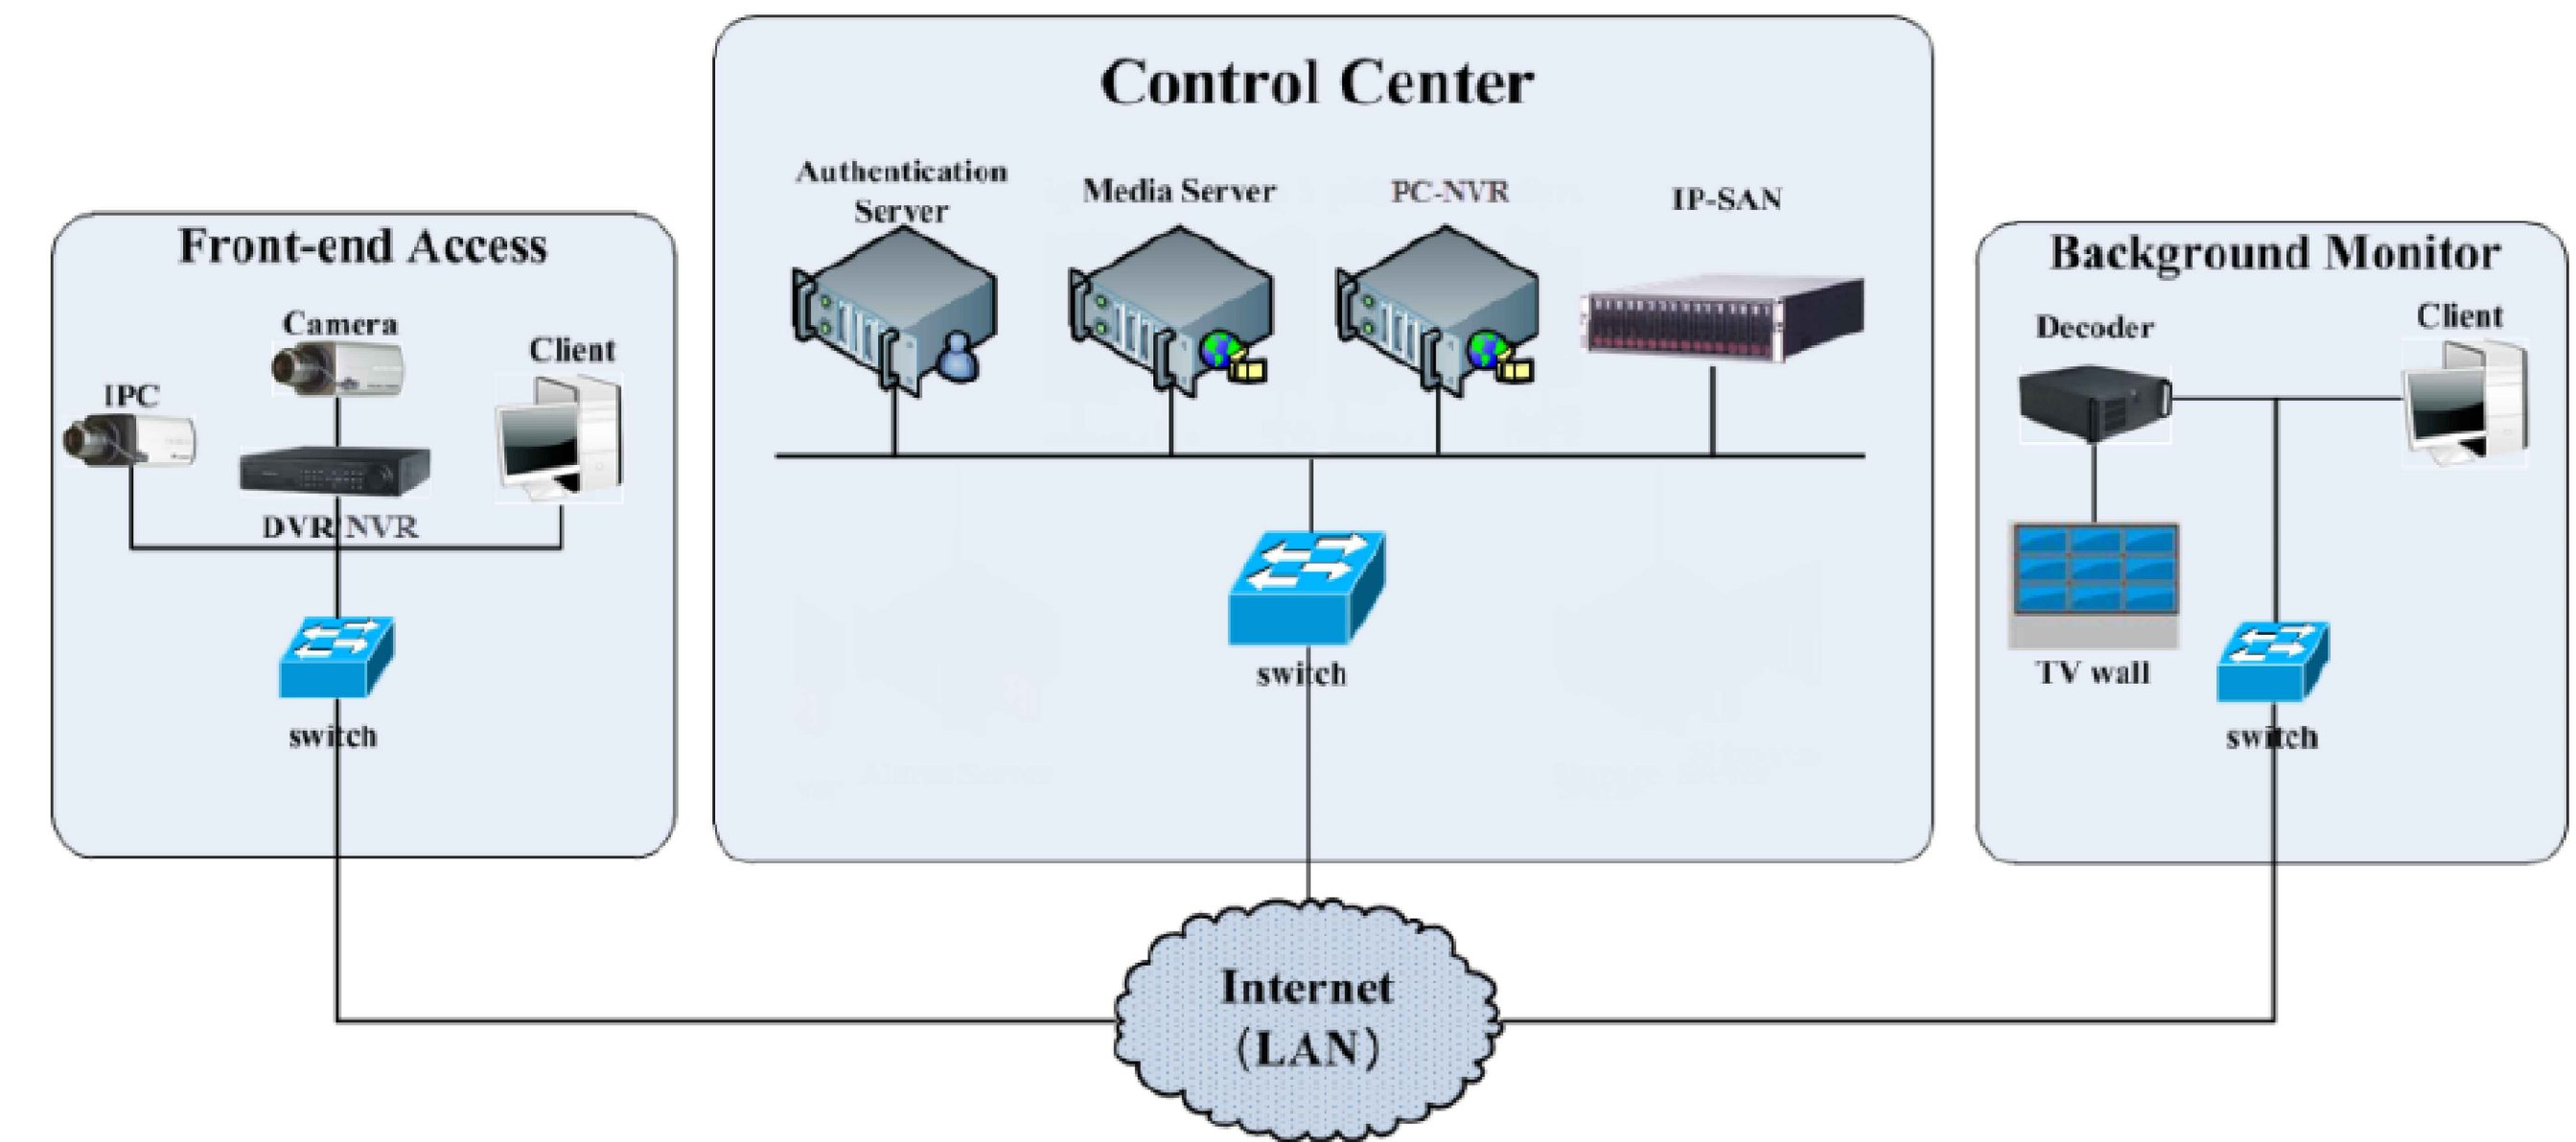 Control Center
Authentication
Server
Media Server
PC-NVR
IP-SAN
Front-end Access
Camera
Client
IPC
DVR/NVR
switch
switch
Background Monitor
Decoder
Client
TV wall
switch
Internet
(LAN)